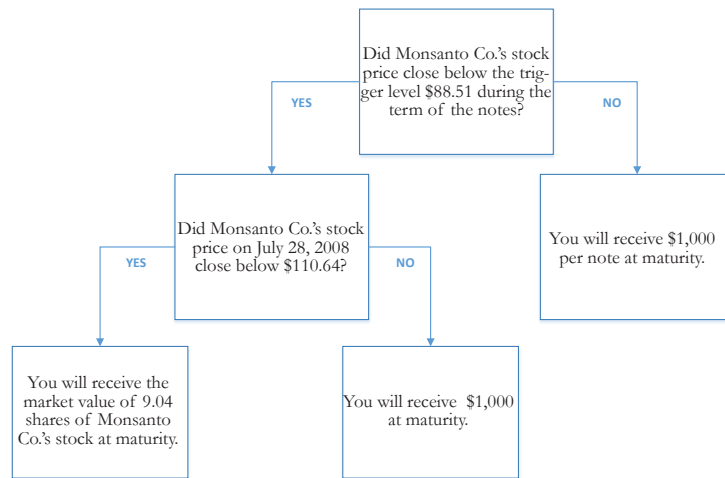 Did Monsanto Co.'s stock
price close below the trig-
ger level $88.51 during the
term of the notes?
YES
NO
Did Monsanto Co.'s stock
price on July 28, 2008
close below $110.64?
You will receive $1,000
per note at maturity.
YES
NO
You will receive the
market value of 9.04
shares of Monsanto
Co.'s stock at maturity.
You will receive $1,000
at maturity.